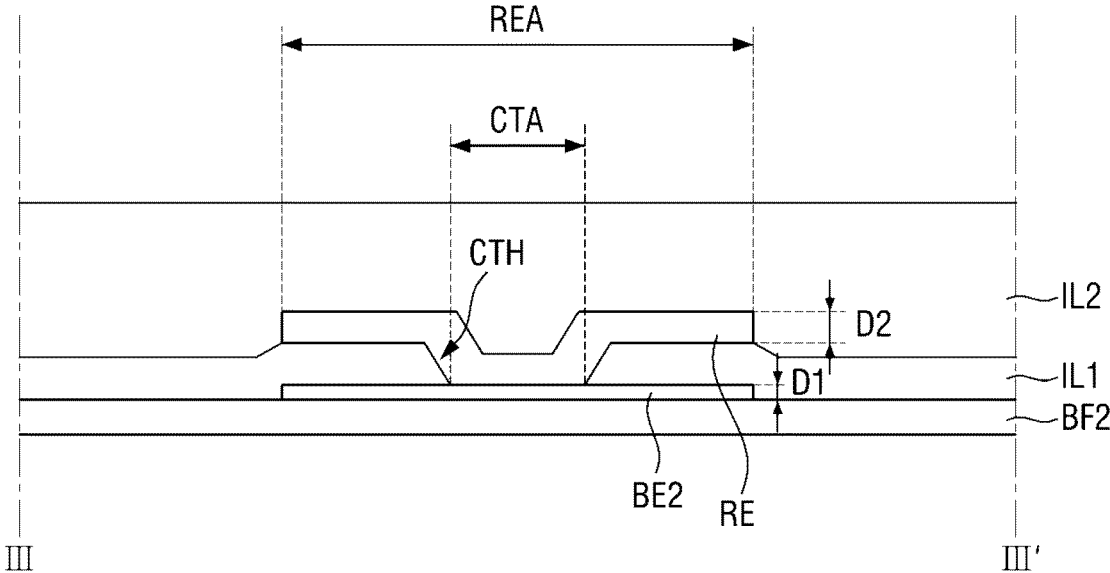 REA
CTA
CTH
IL2
D2
D1
IL1
BF2
BE2
RE
Ⅲ
Ⅲ'